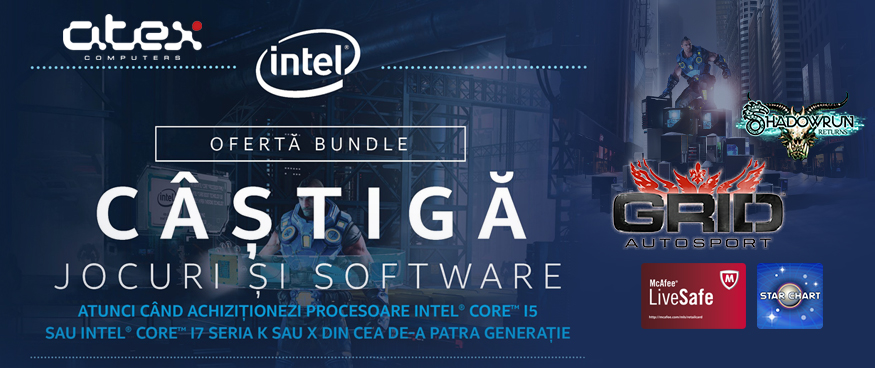 atex
COMPUTERS
intel®
OFERTĂ BUNDLE
CÂȘTIGĂ
JOCURI ȘI SOFTWARE
ATUNCI CÂND ACHIZIȚIONEZI PROCESOARE INTEL® CORE™ I5
SAU INTEL® CORE™ I7 SERIA K SAU X DIN CEA DE-A PATRA GENERAȚIE
SHADOWRUN
RETURNS
GRID
AUTOSPORT
McAfee®
LiveSafe
STAR CHART